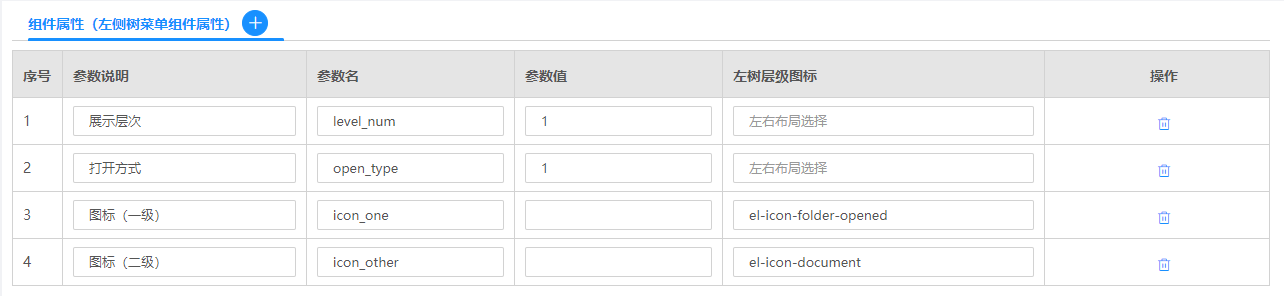 组件属性（左侧树菜单组件属性）
序号 参数说明 参数名 参数值 左树层级图标 操作
1 展示层次 level_num 1 左右布局选择
2 打开方式 open_type 1 左右布局选择
3 图标（一级） icon_one el-icon-folder-opened
4 图标（二级） icon_other el-icon-document